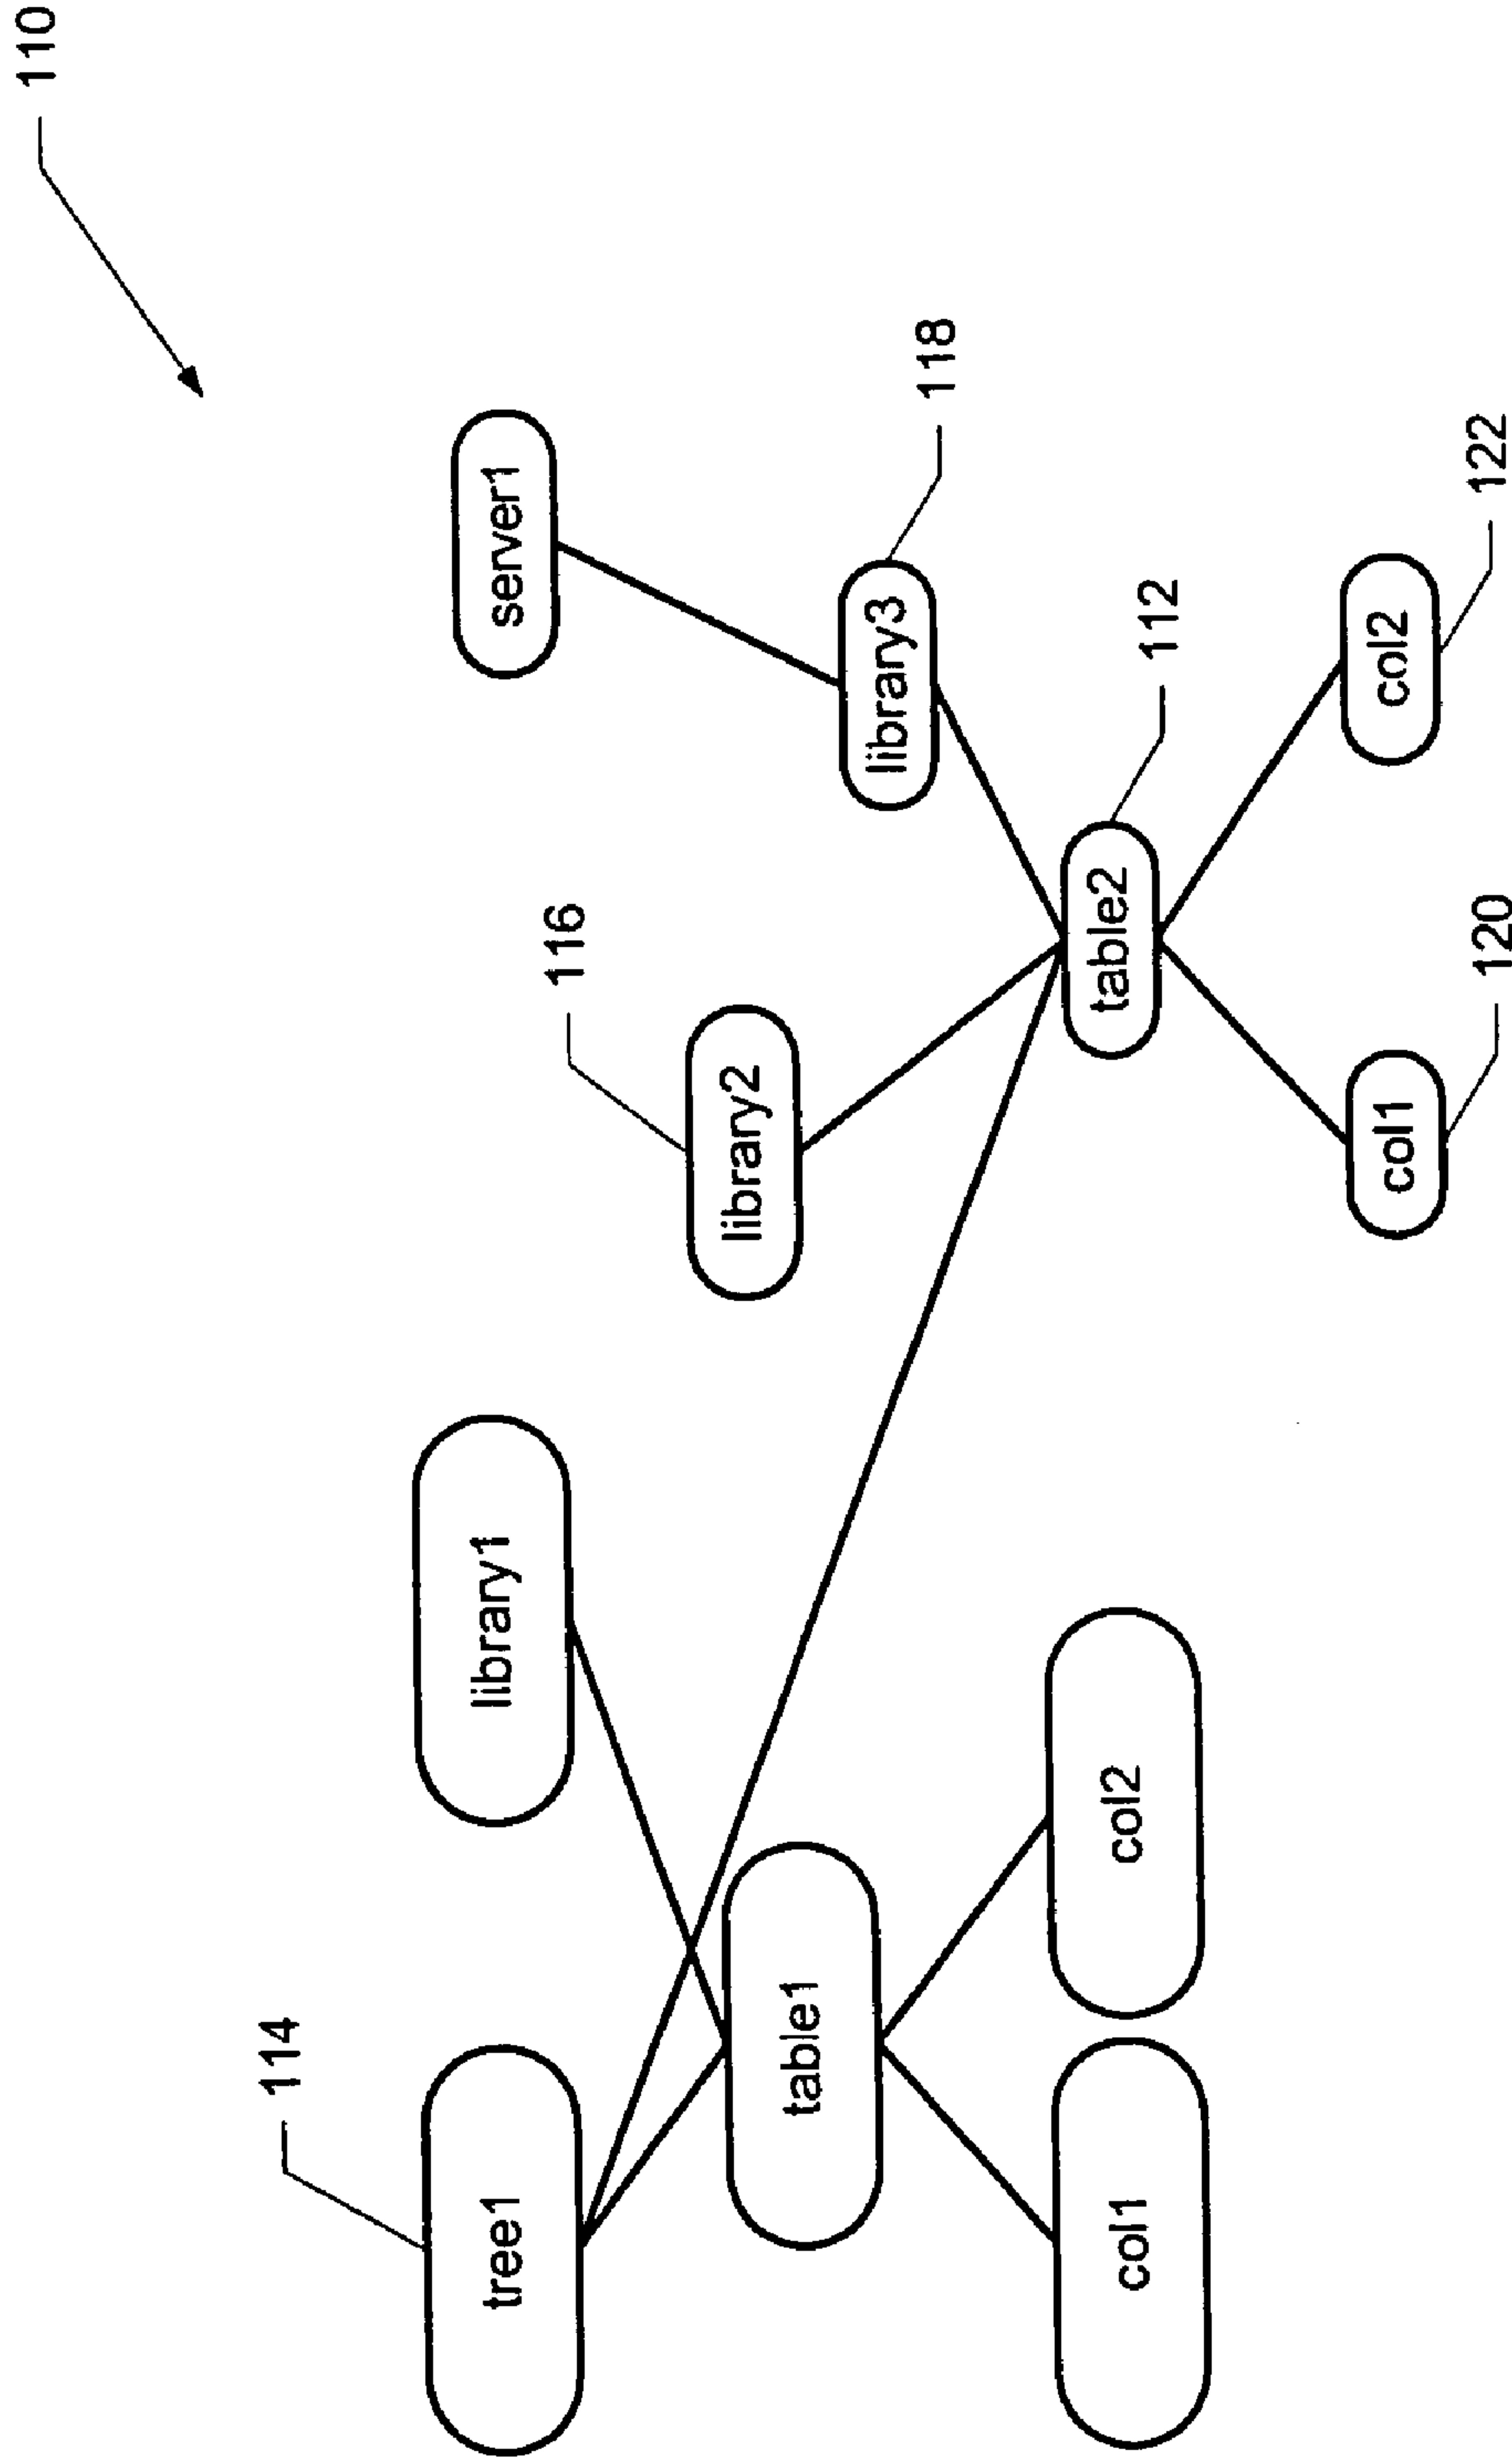 110
114
tree1
library1
server1
116
library2
table1
library3
118
table2
112
col1
col2
col1
col2
120
122